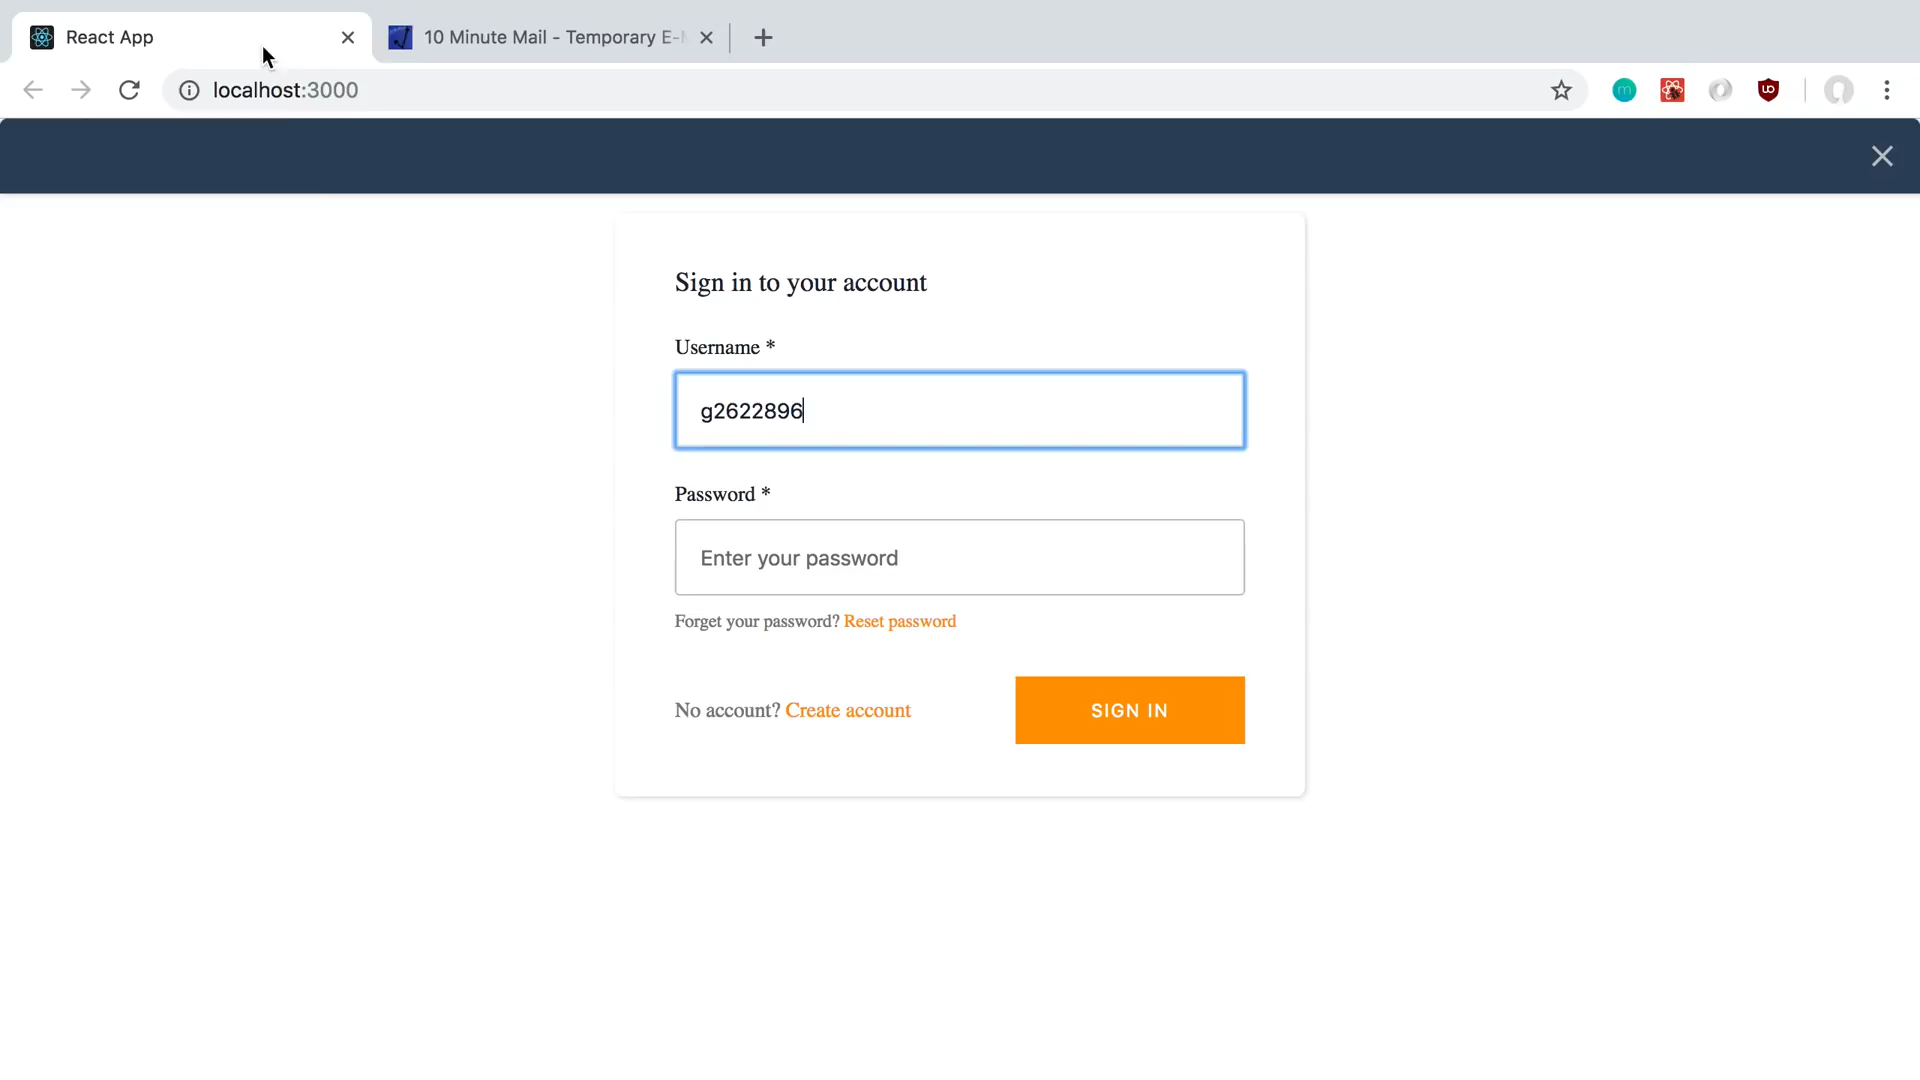 React App
10 Minute Mail - Temporary E-
localhost:3000
Sign in to your account
Username *
g2622896
Password *
Enter your password
Forget your password? Reset password
No account? Create account
SIGN IN